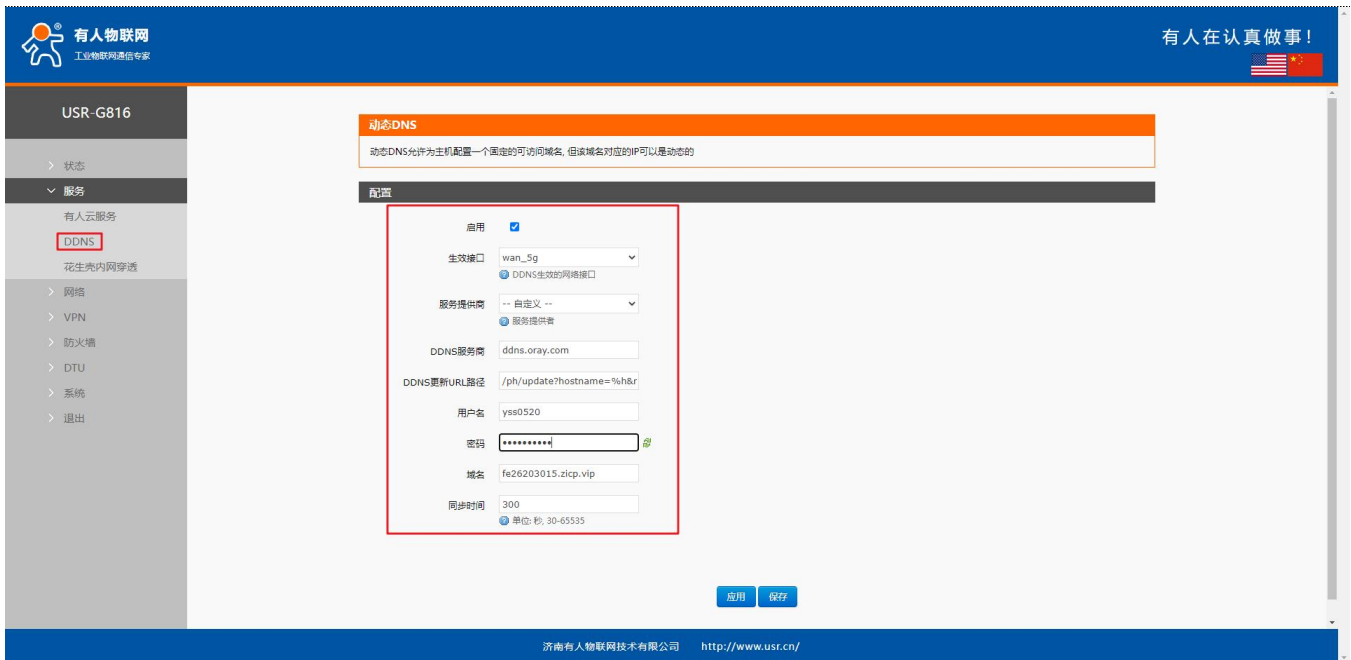 有人物联网
工业物联网通信专家
有人在认真做事!
USR-G816
状态
服务
有人云服务
DDNS
花生壳内网穿透
网络
VPN
防火墙
DTU
系统
退出
动态DNS
动态DNS允许为主机配置一个固定的可访问域名, 但该域名对应的IP可以是动态的
配置
启用
生效接口 wan_5g
DDNS生效的网络接口
服务提供商 -- 自定义 --
服务提供者
DDNS服务商 ddns.oray.com
DDNS更新URL路径 /ph/update?hostname=%h&r
用户名 yss0520
密码 ••••••••••
域名 fe26203015.zicp.vip
同步时间 300
单位: 秒, 30-65535
应用 保存
济南有人物联网技术有限公司 http://www.usr.cn/